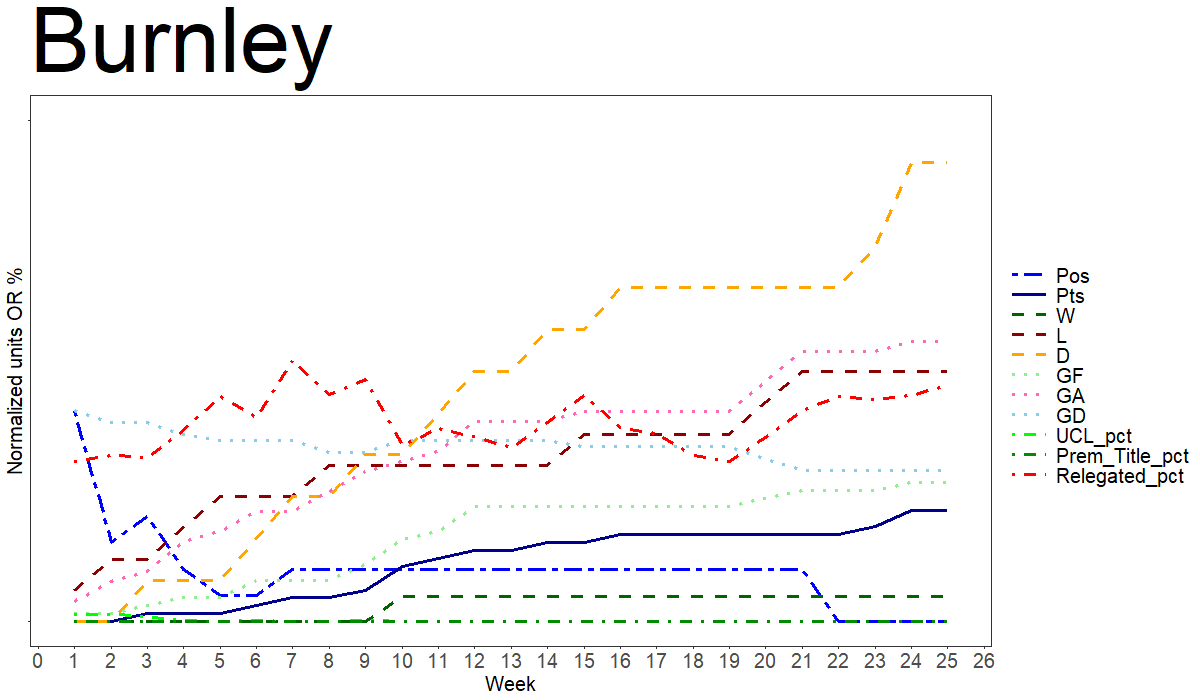 Burnley
Normalized units OR %
0 1 2 3 4 5 6 7 8 9 10 11 12 13 14 15 16 17 18 19 20 21 22 23 24 25 26
Week
Pos
Pts
W
L
D
GF
GA
GD
UCL_pct
Prem_Title_pct
Relegated_pct